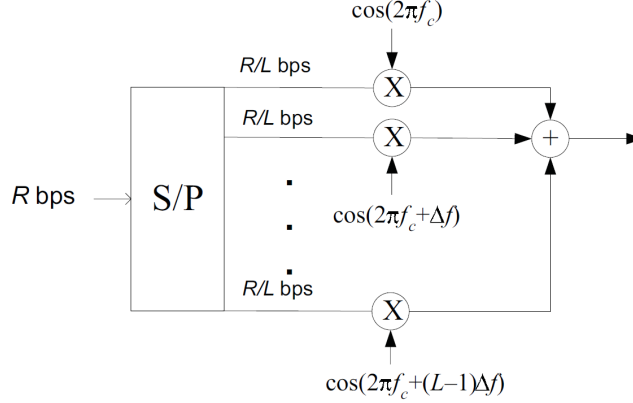 cos(2πf_c)
R/L bps
X
R/L bps
X
+
R bps
S/P
cos(2πf_c+Δf)
R/L bps
X
cos(2πf_c+(L−1)Δf)